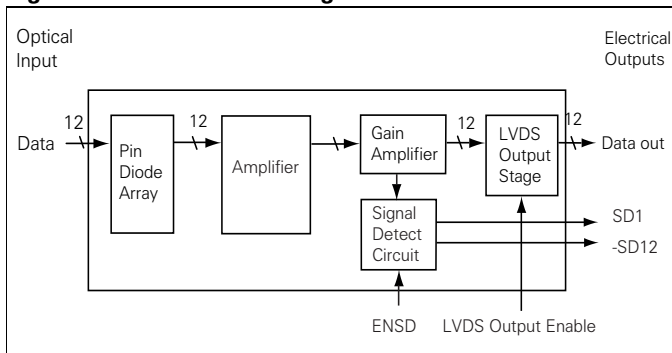 Optical
Input
Electrical
Outputs
12
12
12
12
Data
Pin
Diode
Array
Amplifier
Gain
Amplifier
LVDS
Output
Stage
Data out
Signal
Detect
Circuit
SD1
-SD12
ENSD
LVDS Output Enable